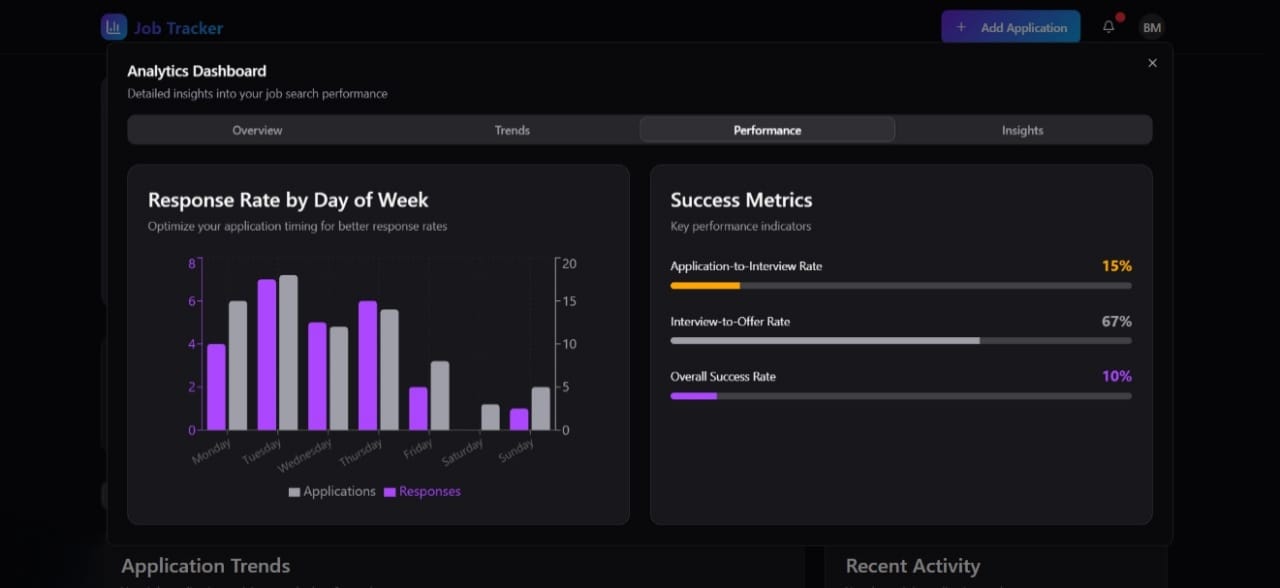 Job Tracker
+ Add Application
BM
Analytics Dashboard
Detailed insights into your job search performance
Overview Trends Performance Insights
Response Rate by Day of Week
Optimize your application timing for better response rates
8
6
4
2
0
20
15
10
5
0
Monday Tuesday Wednesday Thursday Friday Saturday Sunday
Applications Responses
Success Metrics
Key performance indicators
Application-to-Interview Rate 15%
Interview-to-Offer Rate 67%
Overall Success Rate 10%
Application Trends
Recent Activity